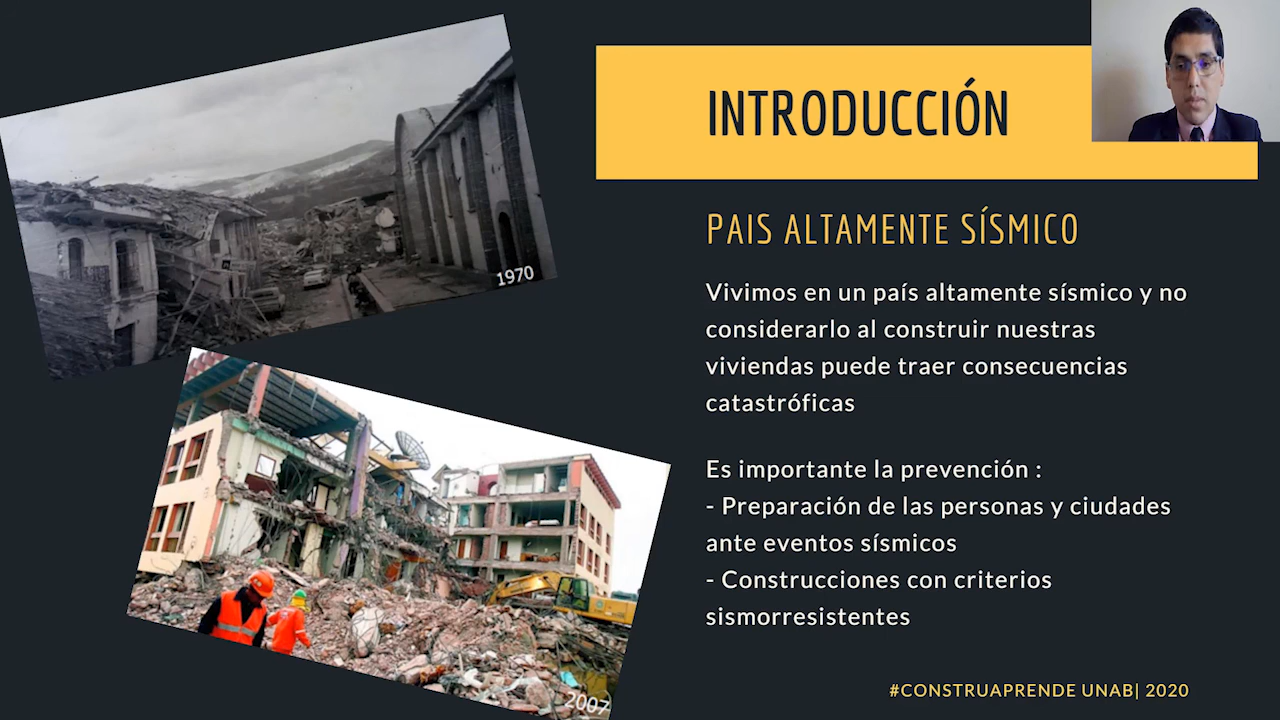 INTRODUCCIÓN
PAIS ALTAMENTE SÍSMICO
Vivimos en un país altamente sísmico y no
considerarlo al construir nuestras
viviendas puede traer consecuencias
catastróficas
Es importante la prevención :
- Preparación de las personas y ciudades
ante eventos sísmicos
- Construcciones con criterios
sismorresistentes
1970
2007
#CONSTRUAPRENDE UNAB| 2020